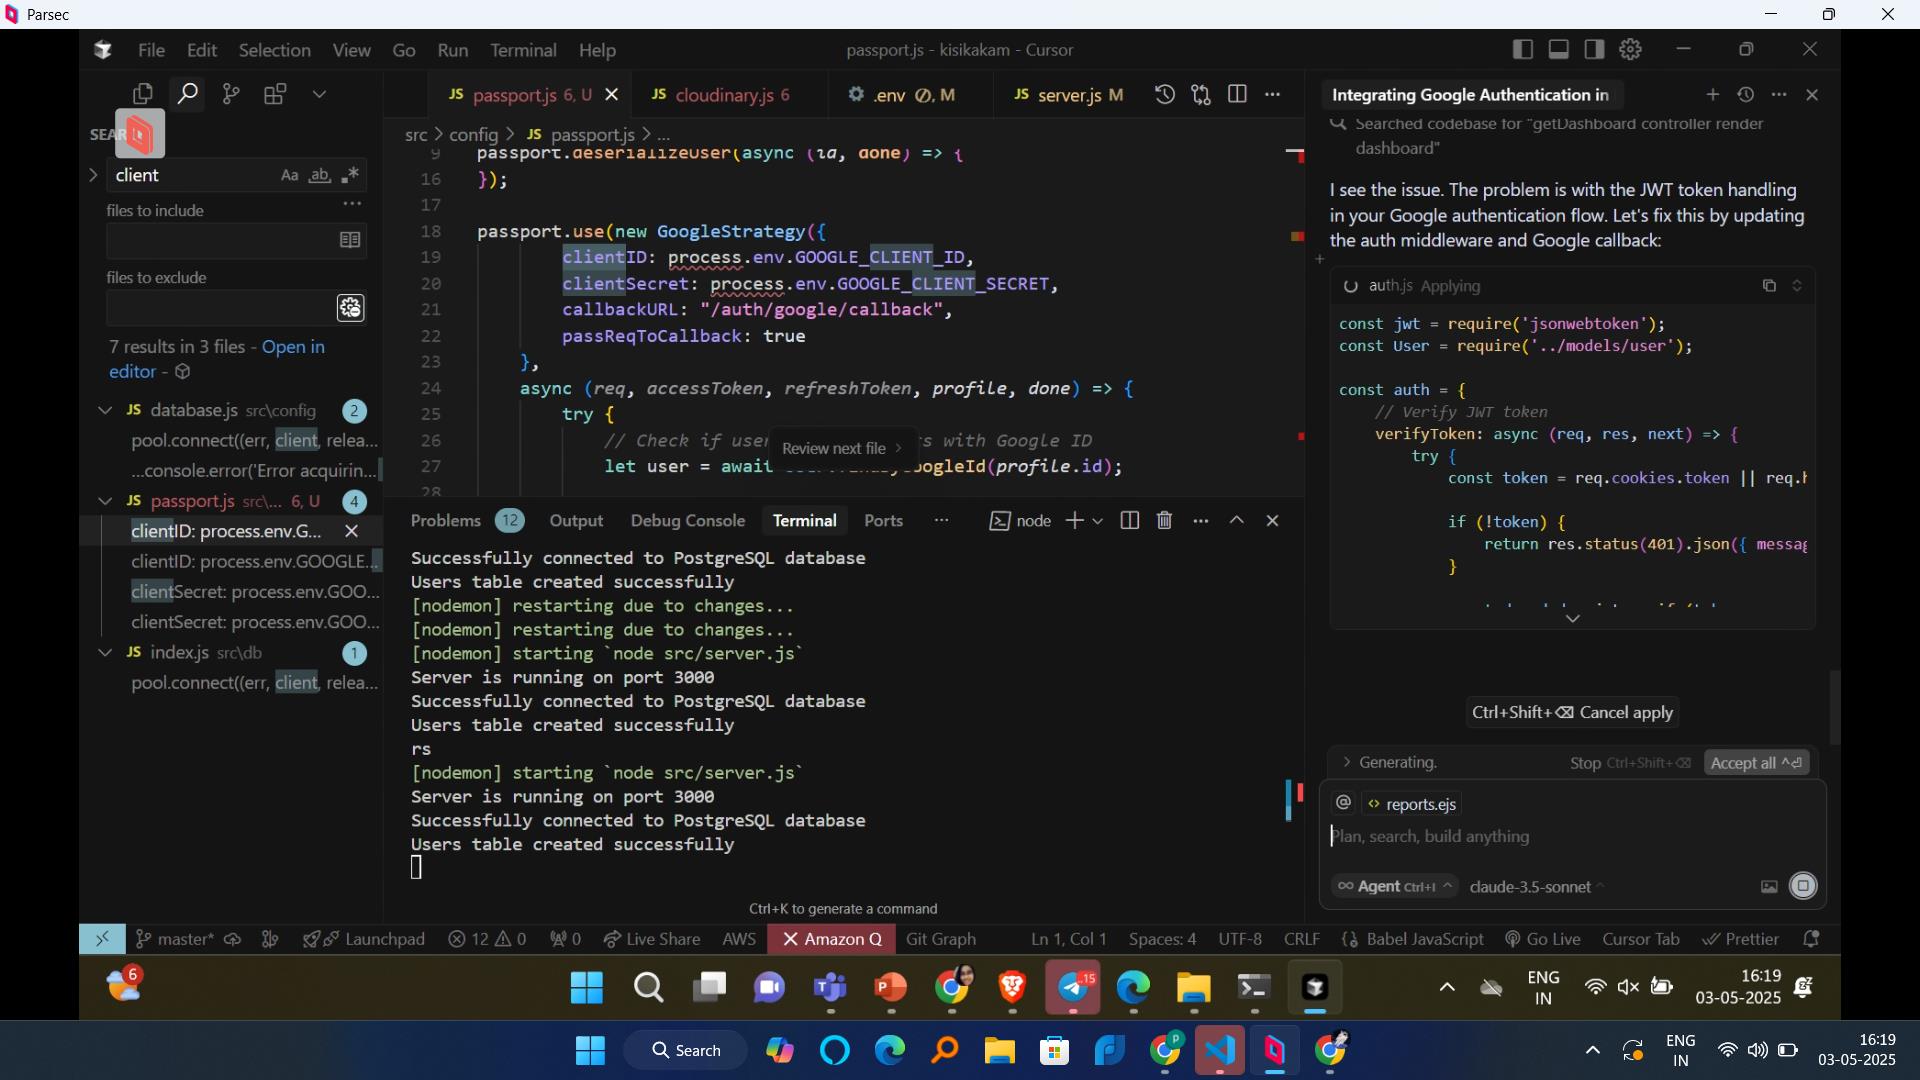 Parsec
File Edit Selection View Go Run Terminal Help
passport.js - kisikakam - Cursor
JS passport.js 6, U
JS cloudinary.js 6
.env M
JS server.js M
SEAR
client
Aa ab
files to include
files to exclude
7 results in 3 files - Open in
editor -
JS database.js src\config 2
pool.connect((err, client, relea...
...console.error('Error acquirin...
JS passport.js src\... 6, U 4
clientID: process.env.G...
clientID: process.env.GOOGLE...
clientSecret: process.env.GOO...
clientSecret: process.env.GOO...
JS index.js src\db 1
pool.connect((err, client, relea...
src > config > JS passport.js > ...
9 passport.deserializeUser(async (id, done) => {
16 });
17
18 passport.use(new GoogleStrategy({
19 clientID: process.env.GOOGLE_CLIENT_ID,
20 clientSecret: process.env.GOOGLE_CLIENT_SECRET,
21 callbackURL: "/auth/google/callback",
22 passReqToCallback: true
23 },
24 async (req, accessToken, refreshToken, profile, done) => {
25 try {
26 // Check if user with Google ID
27 let user = await GoogleId(profile.id);
28
Review next file >
Problems 12 Output Debug Console Terminal Ports ... node
Successfully connected to PostgreSQL database
Users table created successfully
[nodemon] restarting due to changes...
[nodemon] restarting due to changes...
[nodemon] starting `node src/server.js`
Server is running on port 3000
Successfully connected to PostgreSQL database
Users table created successfully
rs
[nodemon] starting `node src/server.js`
Server is running on port 3000
Successfully connected to PostgreSQL database
Users table created successfully
Ctrl+K to generate a command
Integrating Google Authentication in
Searched codebase for "getDashboard controller render
dashboard"
I see the issue. The problem is with the JWT token handling
in your Google authentication flow. Let's fix this by updating
the auth middleware and Google callback:
auth.js Applying
const jwt = require('jsonwebtoken');
const User = require('../models/user');
const auth = {
// Verify JWT token
verifyToken: async (req, res, next) => {
try {
const token = req.cookies.token || req.h
if (!token) {
return res.status(401).json({ messag
}
Ctrl+Shift+⌫ Cancel apply
> Generating. Stop Ctrl+Shift+⌫ Accept all ^⏎
@ <> reports.ejs
Plan, search, build anything
∞ Agent Ctrl+I ^ claude-3.5-sonnet ^
master* Launchpad 12 0 0 Live Share AWS Amazon Q Git Graph Ln 1, Col 1 Spaces: 4 UTF-8 CRLF {} Babel JavaScript Go Live Cursor Tab Prettier
6
15
ENG
IN
16:19
03-05-2025
Search
P
ENG
IN
16:19
03-05-2025